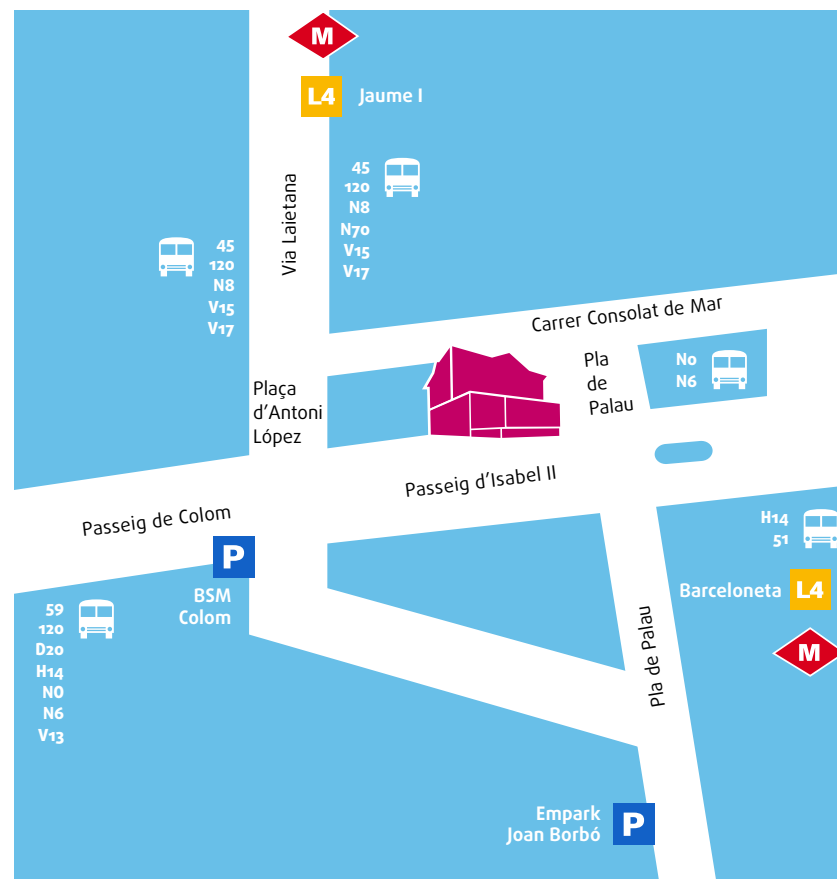 M
L4 Jaume I
Via Laietana
45
120
N8
N70
V15
V17
45
120
N8
V15
V17
Carrer Consolat de Mar
Pla
de
Palau
N0
N6
Plaça
d'Antoni
López
Passeig d'Isabel II
Passeig de Colom
P
BSM
Colom
H14
51
Barceloneta L4
M
59
120
D20
H14
N0
N6
V13
Pla de Palau
Empark
Joan Borbó
P